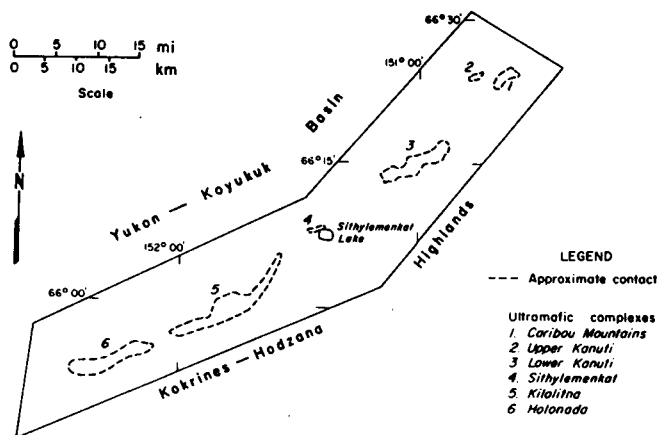 0 5 10 15 mi
0 5 10 15 km
Scale
N
66° 30'
151° 00'
2
1
Yukon — Koyukuk Basin
66° 15'
3
4
Sithylemenkat
Lake
Highlands
152° 00'
66° 00'
5
6
Kokrines — Hodzana
LEGEND
Approximate contact
Ultramafic complexes
1. Caribou Mountains
2. Upper Kanuti
3. Lower Kanuti
4. Sithylemenkat
5. Kilolitna
6 Holonada